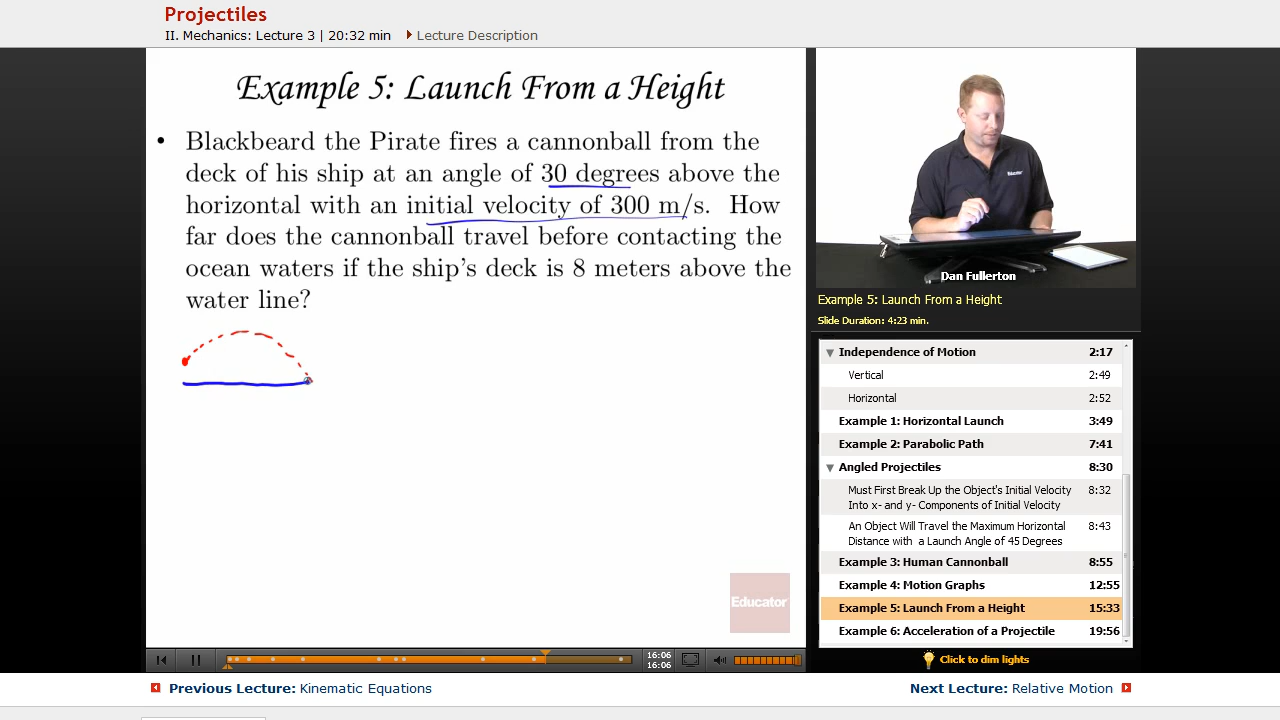 Projectiles
II. Mechanics: Lecture 3 | 20:32 min
Lecture Description
Example 5: Launch From a Height
• Blackbeard the Pirate fires a cannonball from the
deck of his ship at an angle of 30 degrees above the
horizontal with an initial velocity of 300 m/s. How
far does the cannonball travel before contacting the
ocean waters if the ship's deck is 8 meters above the
water line?
Educator
Educator
Dan Fullerton
Example 5: Launch From a Height
Slide Duration: 4:23 min.
Independence of Motion 2:17
Vertical 2:49
Horizontal 2:52
Example 1: Horizontal Launch 3:49
Example 2: Parabolic Path 7:41
Angled Projectiles 8:30
Must First Break Up the Object's Initial Velocity 8:32
Into x- and y- Components of Initial Velocity
An Object Will Travel the Maximum Horizontal 8:43
Distance with a Launch Angle of 45 Degrees
Example 3: Human Cannonball 8:55
Example 4: Motion Graphs 12:55
Example 5: Launch From a Height 15:33
Example 6: Acceleration of a Projectile 19:56
16:06
16:06
Click to dim lights
Previous Lecture: Kinematic Equations
Next Lecture: Relative Motion